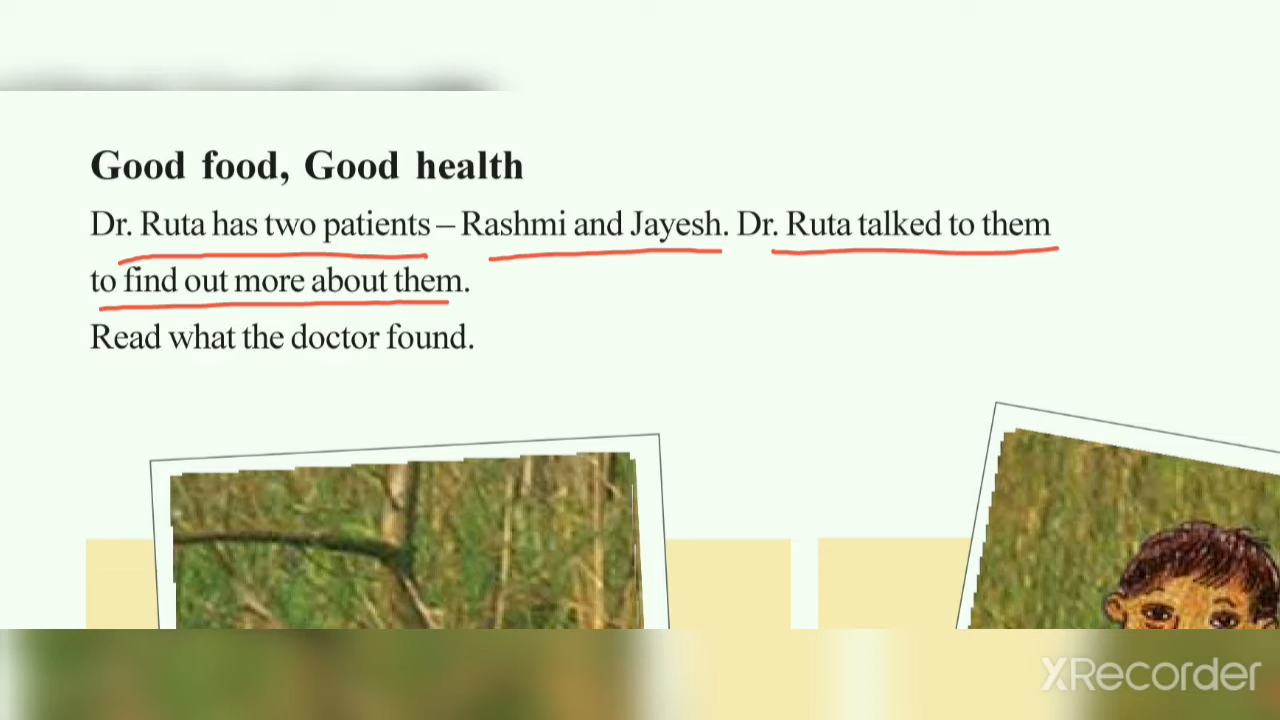 Good food, Good health
Dr. Ruta has two patients – Rashmi and Jayesh. Dr. Ruta talked to them
to find out more about them.
Read what the doctor found.
XRecorder